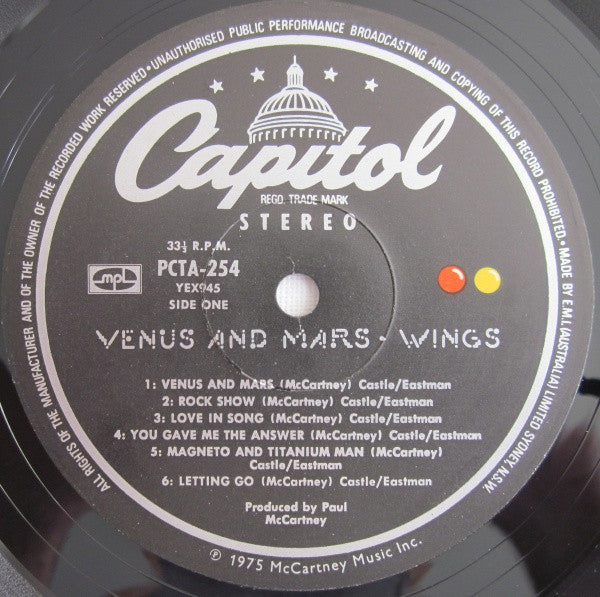 ALL RIGHTS OF THE MANUFACTURER AND OF THE OWNER OF THE RECORDED WORK RESERVED • UNAUTHORISED PUBLIC PERFORMANCE BROADCASTING AND COPYING OF THIS RECORD PROHIBITED • MADE BY E.M.I. (AUSTRALIA) LIMITED SYDNEY, N.S.W.
Capitol
REGD. TRADE MARK
STEREO
33⅓ R.P.M.
mpl
PCTA-254
YEX945
SIDE ONE
VENUS AND MARS • WINGS
1: VENUS AND MARS (McCartney) Castle/Eastman
2: ROCK SHOW (McCartney) Castle/Eastman
3: LOVE IN SONG (McCartney) Castle/Eastman
4: YOU GAVE ME THE ANSWER (McCartney) Castle/Eastman
5: MAGNETO AND TITANIUM MAN (McCartney)
Castle/Eastman
6: LETTING GO (McCartney) Castle/Eastman
Produced by Paul
McCartney
℗ 1975 McCartney Music Inc.